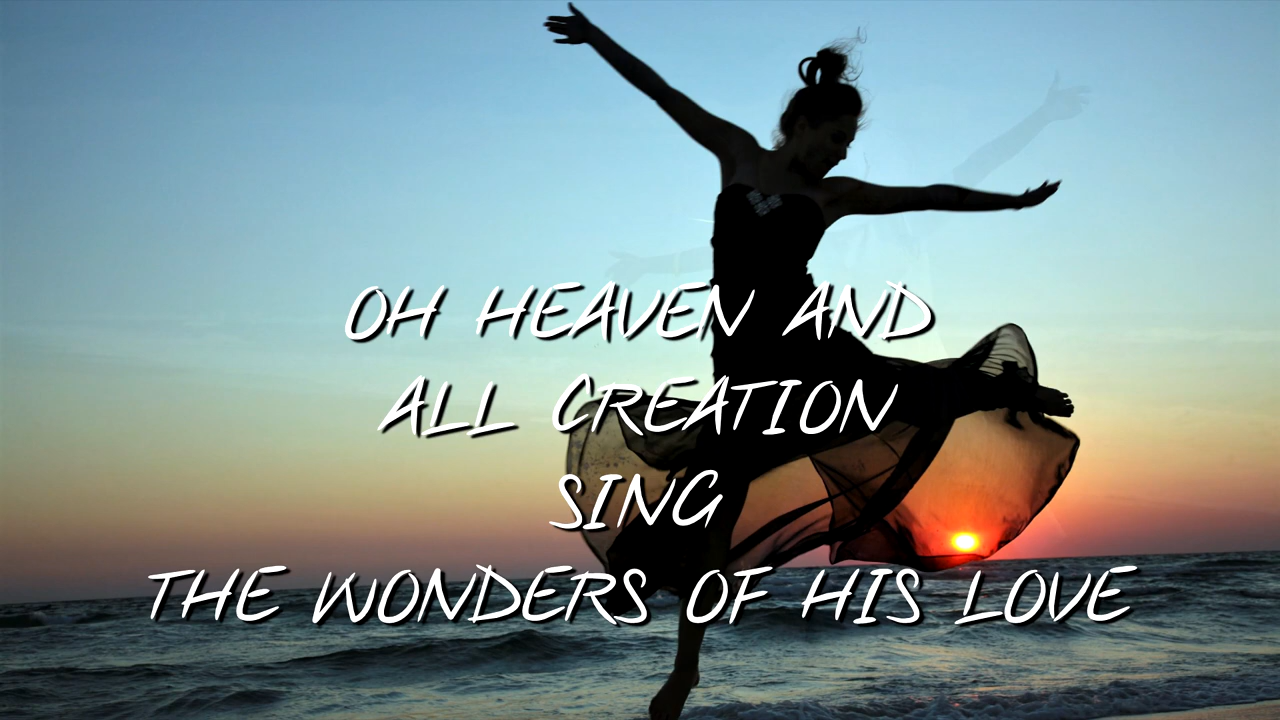 OH HEAVEN AND
ALL CREATION
SING
THE WONDERS OF HIS LOVE